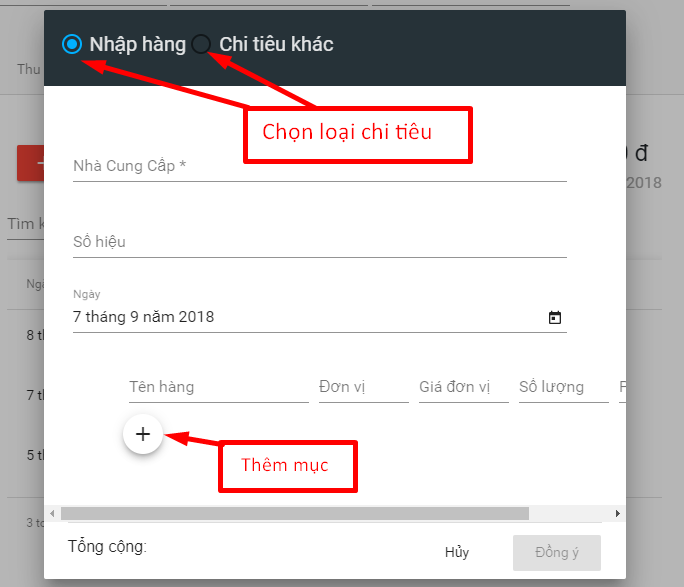 Nhập hàng Chi tiêu khác
Thu
Chọn loại chi tiêu
đ
Nhà Cung Cấp *
2018
Tìm k
Số hiệu
Ngày
7 tháng 9 năm 2018
8 th
Tên hàng Đơn vị Giá đơn vị Số lượng
7 th
+
5 th
Thêm mục
3 to
Tổng cộng:
Hủy Đồng ý